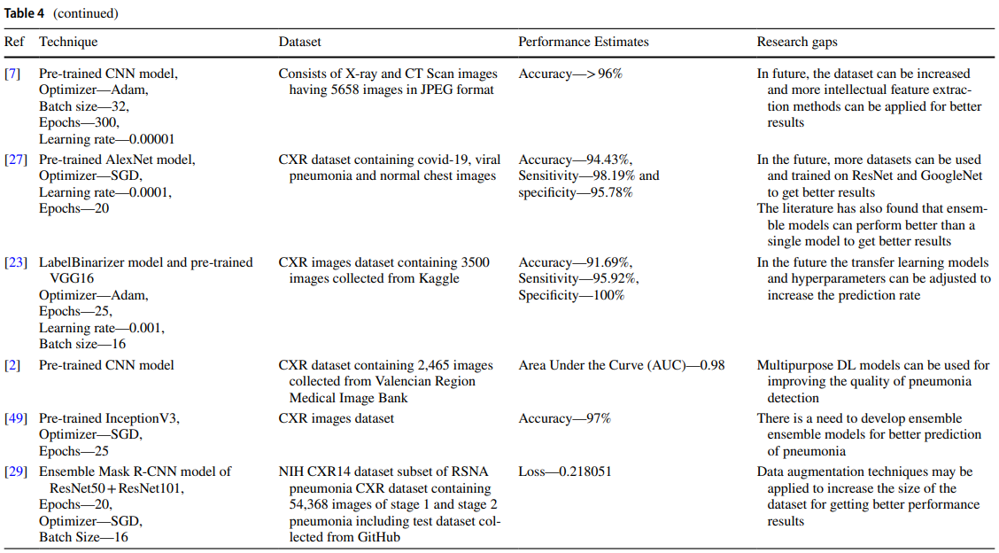 Table 4 (continued)
Ref Technique Dataset Performance Estimates Research gaps
[7] Pre-trained CNN model,
Optimizer—Adam,
Batch size—32,
Epochs—300,
Learning rate—0.00001
Consists of X-ray and CT Scan images
having 5658 images in JPEG format
Accuracy—> 96%
In future, the dataset can be increased
and more intellectual feature extrac-
tion methods can be applied for better
results
[27] Pre-trained AlexNet model,
Optimizer—SGD,
Learning rate—0.0001,
Epochs—20
CXR dataset containing covid-19, viral
pneumonia and normal chest images
Accuracy—94.43%,
Sensitivity—98.19% and
specificity—95.78%
In the future, more datasets can be used
and trained on ResNet and GoogleNet
to get better results
The literature has also found that ensem-
ble models can perform better than a
single model to get better results
[23] LabelBinarizer model and pre-trained
VGG16
Optimizer—Adam,
Epochs—25,
Learning rate—0.001,
Batch size—16
CXR images dataset containing 3500
images collected from Kaggle
Accuracy—91.69%,
Sensitivity—95.92%,
Specificity—100%
In the future the transfer learning models
and hyperparameters can be adjusted to
increase the prediction rate
[2] Pre-trained CNN model
CXR dataset containing 2,465 images
collected from Valencian Region
Medical Image Bank
Area Under the Curve (AUC)—0.98
Multipurpose DL models can be used for
improving the quality of pneumonia
detection
[49] Pre-trained InceptionV3,
Optimizer—SGD,
Epochs—25
CXR images dataset
Accuracy—97%
There is a need to develop ensemble
ensemble models for better prediction
of pneumonia
[29] Ensemble Mask R-CNN model of
ResNet50 + ResNet101,
Epochs—20,
Optimizer—SGD,
Batch Size—16
NIH CXR14 dataset subset of RSNA
pneumonia CXR dataset containing
54,368 images of stage 1 and stage 2
pneumonia including test dataset col-
lected from GitHub
Loss—0.218051
Data augmentation techniques may be
applied to increase the size of the
dataset for getting better performance
results